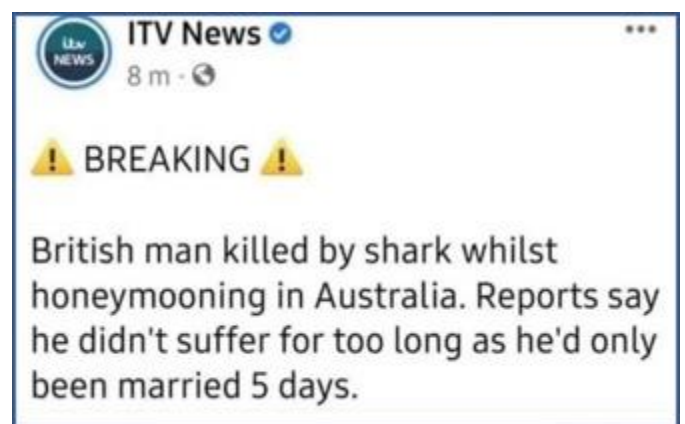 ITV News
itv
NEWS
8 m ·
BREAKING
British man killed by shark whilst
honeymooning in Australia. Reports say
he didn't suffer for too long as he'd only
been married 5 days.